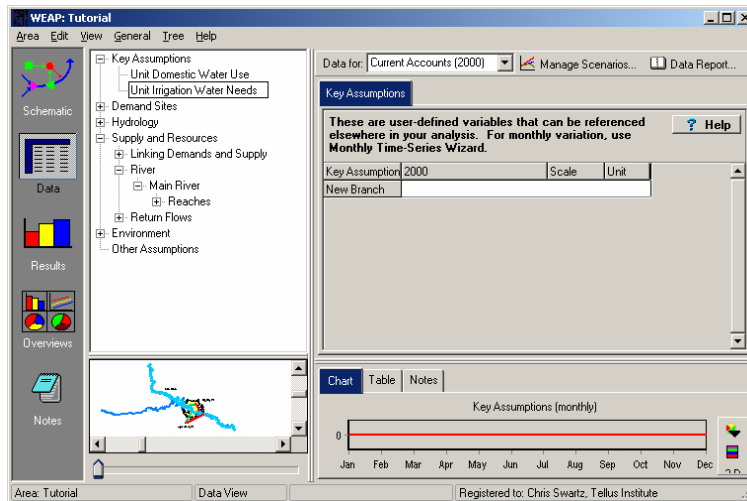 WEAP: Tutorial
Area Edit View General Tree Help
Schematic
Data
Results
Overviews
Notes
Key Assumptions
Unit Domestic Water Use
Unit Irrigation Water Needs
Demand Sites
Hydrology
Supply and Resources
Linking Demands and Supply
River
Main River
Reaches
Return Flows
Environment
Other Assumptions
Data for: Current Accounts (2000) Manage Scenarios... Data Report...
Key Assumptions
These are user-defined variables that can be referenced
elsewhere in your analysis. For monthly variation, use
Monthly Time-Series Wizard.
? Help
Key Assumption 2000 Scale Unit
New Branch
Chart Table Notes
Key Assumptions (monthly)
0
Jan Feb Mar Apr May Jun Jul Aug Sep Oct Nov Dec
Area: Tutorial Data View Registered to: Chris Swartz, Tellus Institute